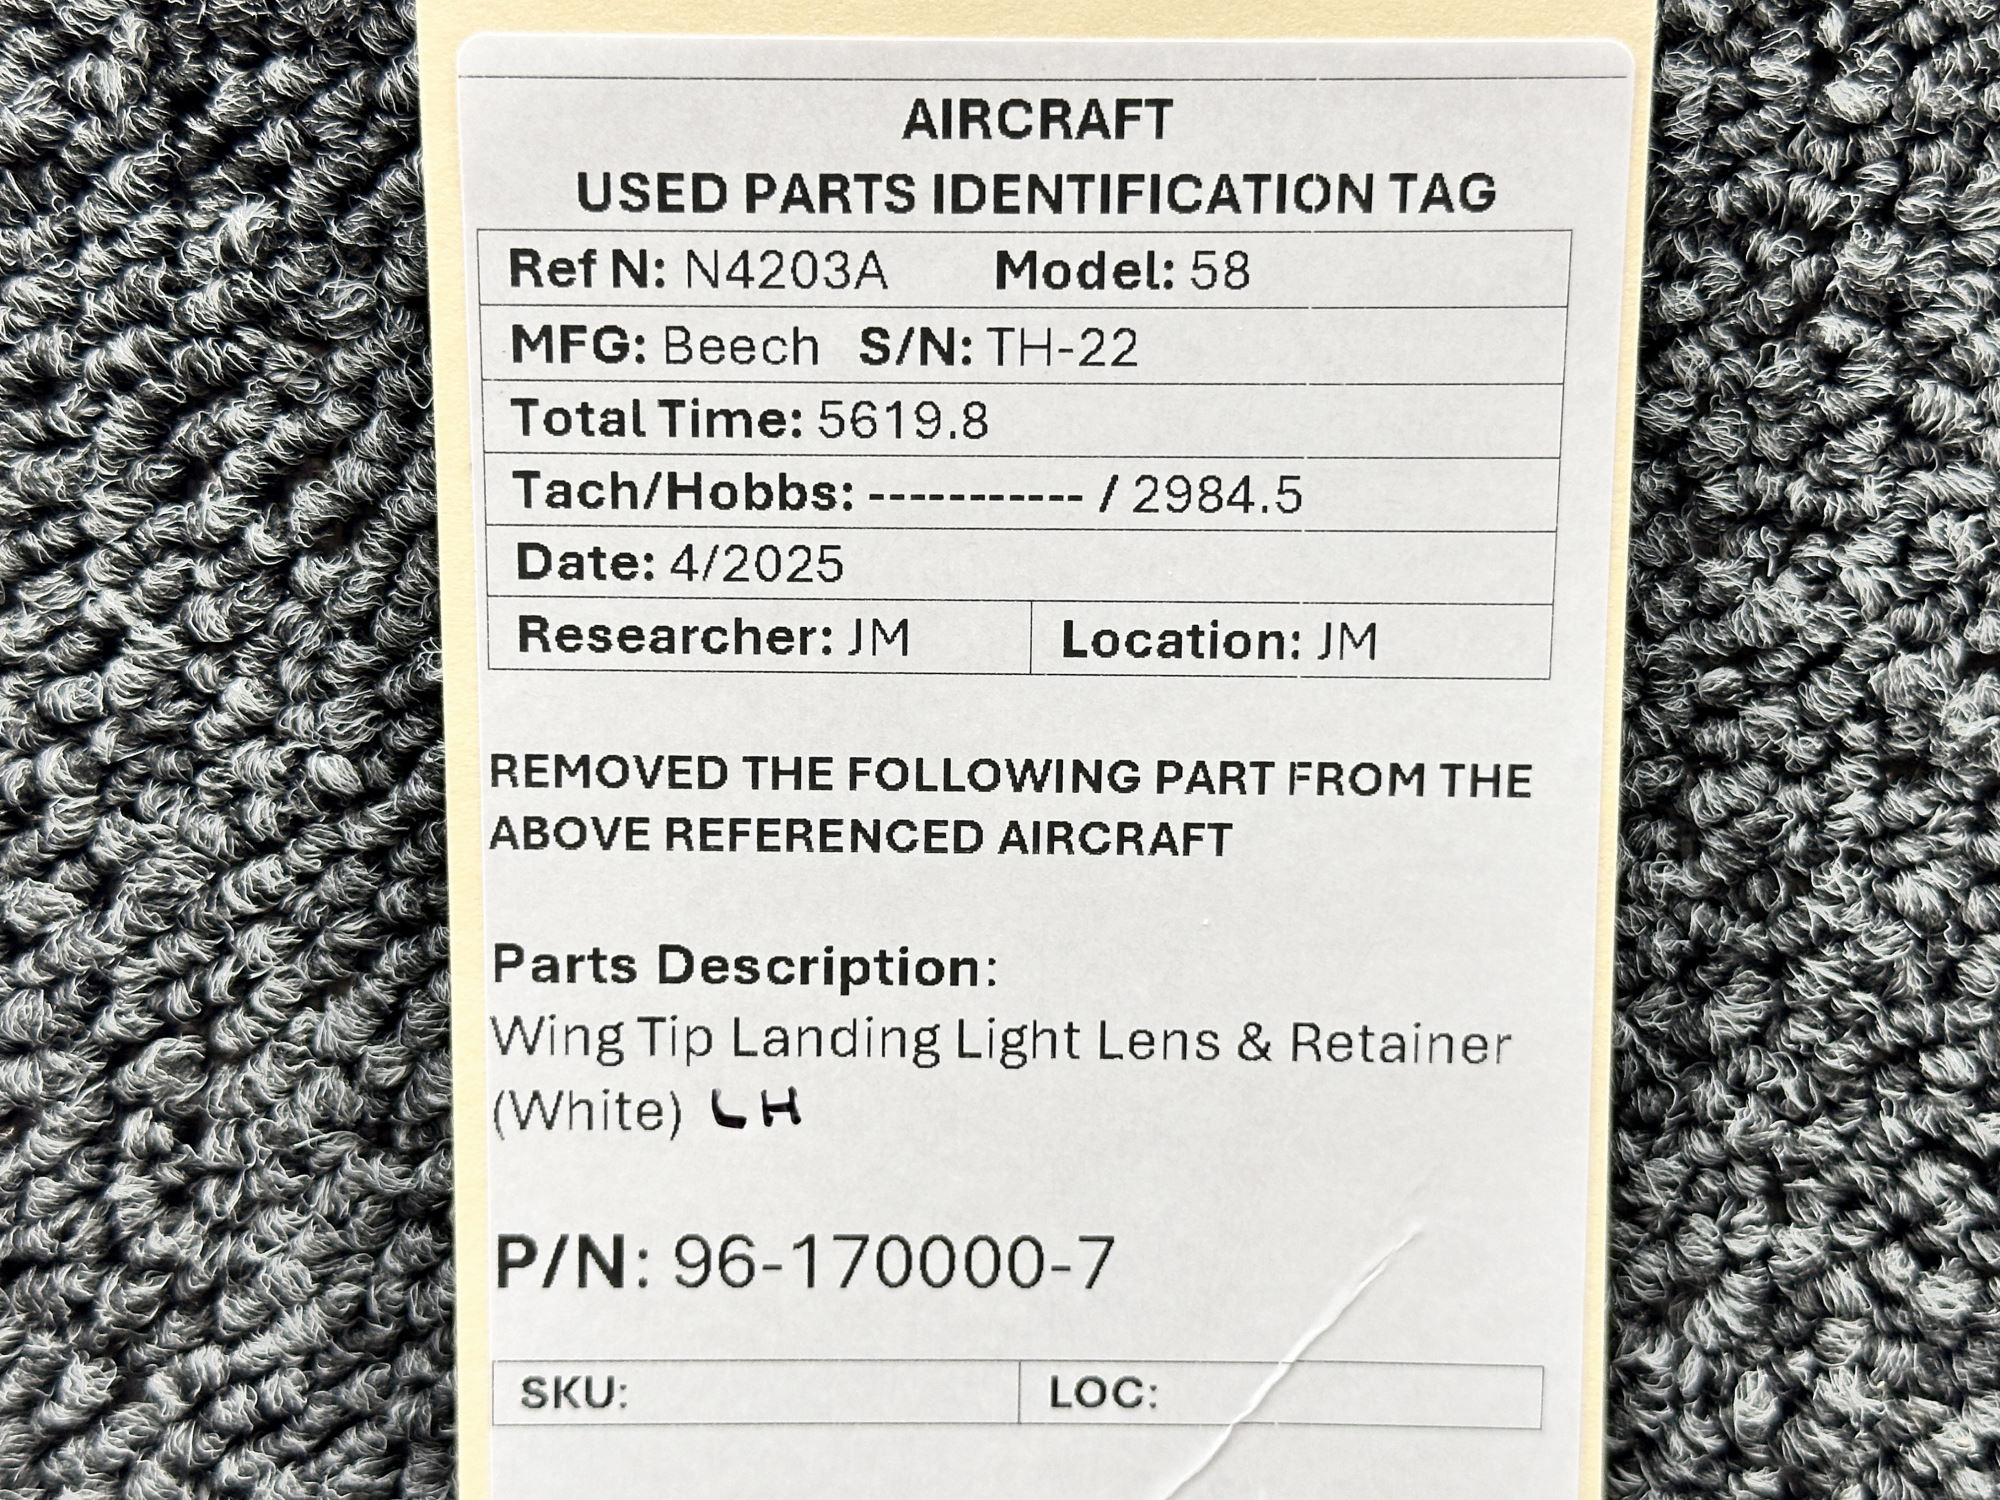 AIRCRAFT
USED PARTS IDENTIFICATION TAG
Ref N: N4203A Model: 58
MFG: Beech S/N: TH-22
Total Time: 5619.8
Tach/Hobbs: ----------- / 2984.5
Date: 4/2025
Researcher: JM Location: JM
REMOVED THE FOLLOWING PART FROM THE
ABOVE REFERENCED AIRCRAFT
Parts Description:
Wing Tip Landing Light Lens & Retainer
(White) LH
P/N: 96-170000-7
SKU: LOC: